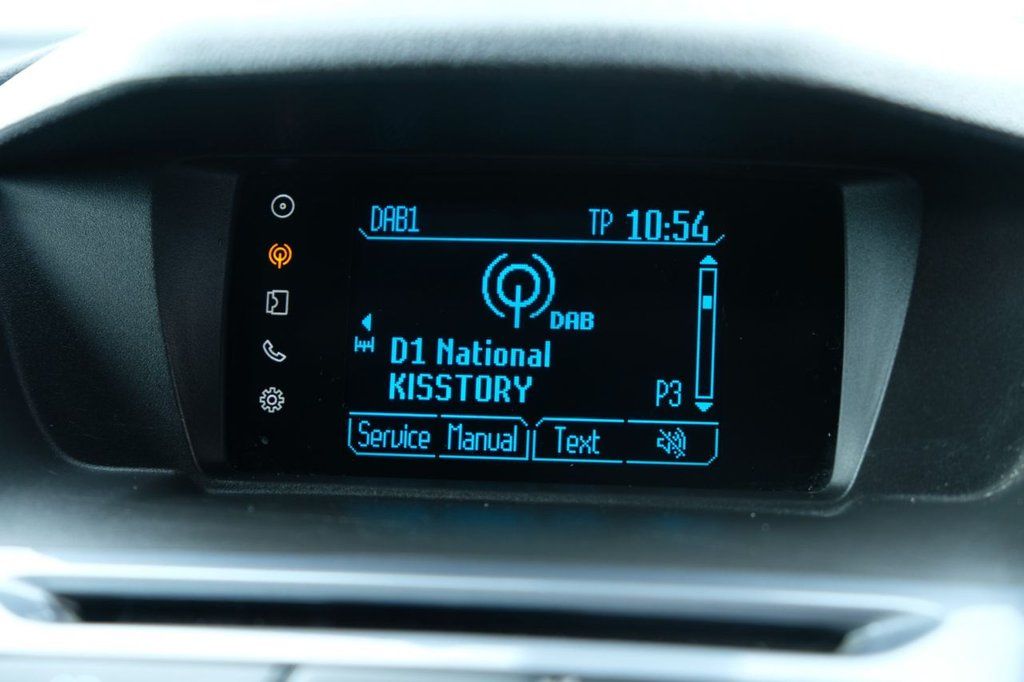 DAB1 TP 10:54
DAB
D1 National
KISSTORY P3
Service Manual Text